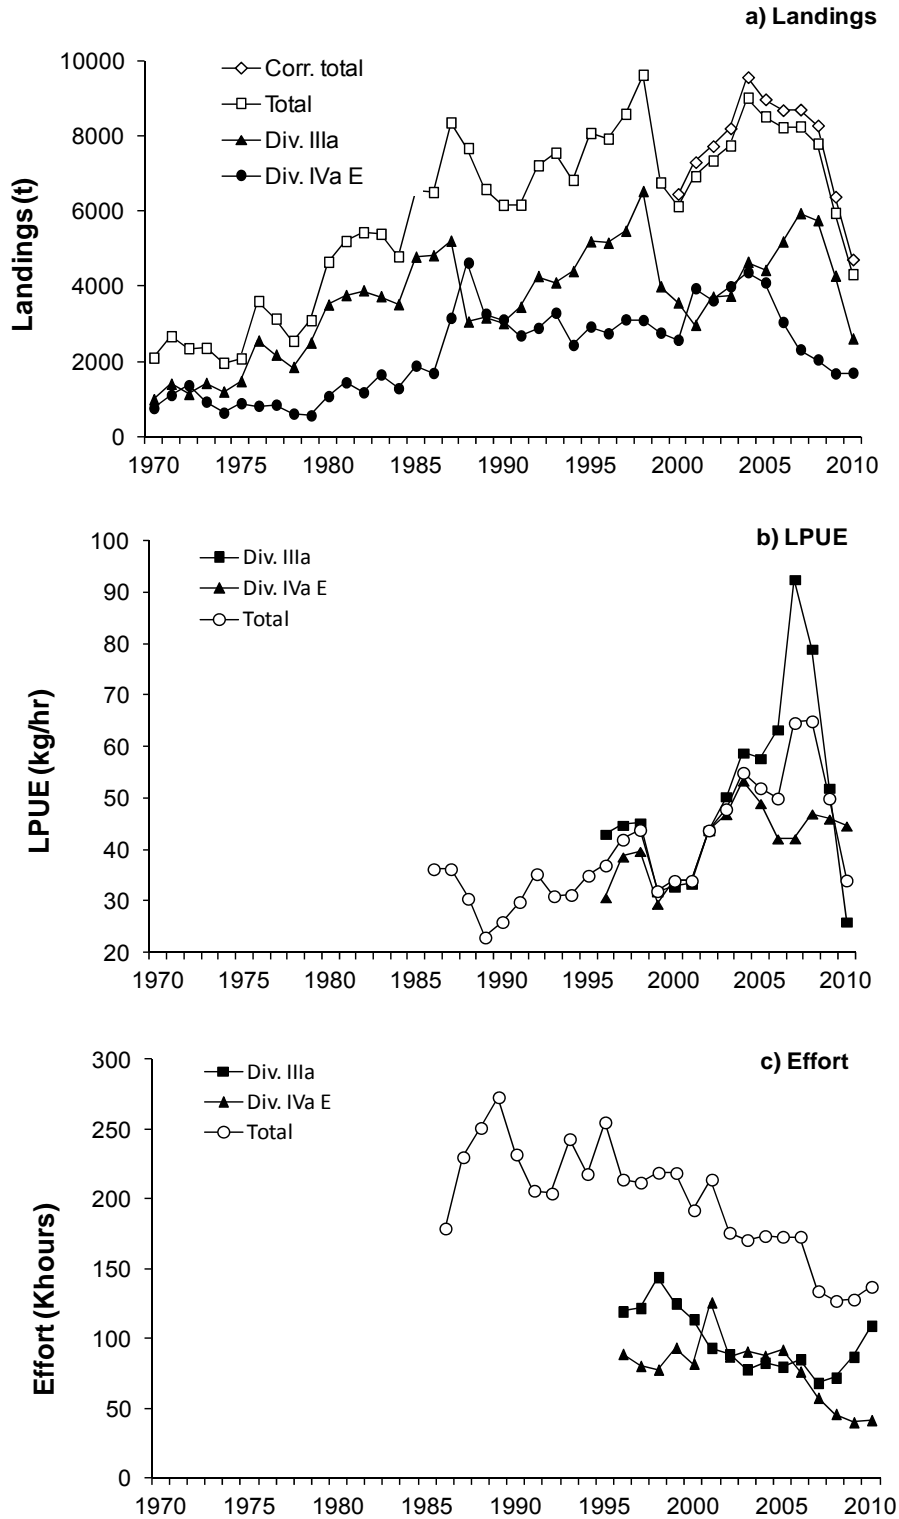 a) Landings
Corr. total
Total
Div. IIIa
Div. IVa E
Landings (t)
10000
8000
6000
4000
2000
0
1970 1975 1980 1985 1990 1995 2000 2005 2010
b) LPUE
Div. IIIa
Div. IVa E
Total
LPUE (kg/hr)
100
90
80
70
60
50
40
30
20
1970 1975 1980 1985 1990 1995 2000 2005 2010
c) Effort
Div. IIIa
Div. IVa E
Total
Effort (Khours)
300
250
200
150
100
50
0
1970 1975 1980 1985 1990 1995 2000 2005 2010